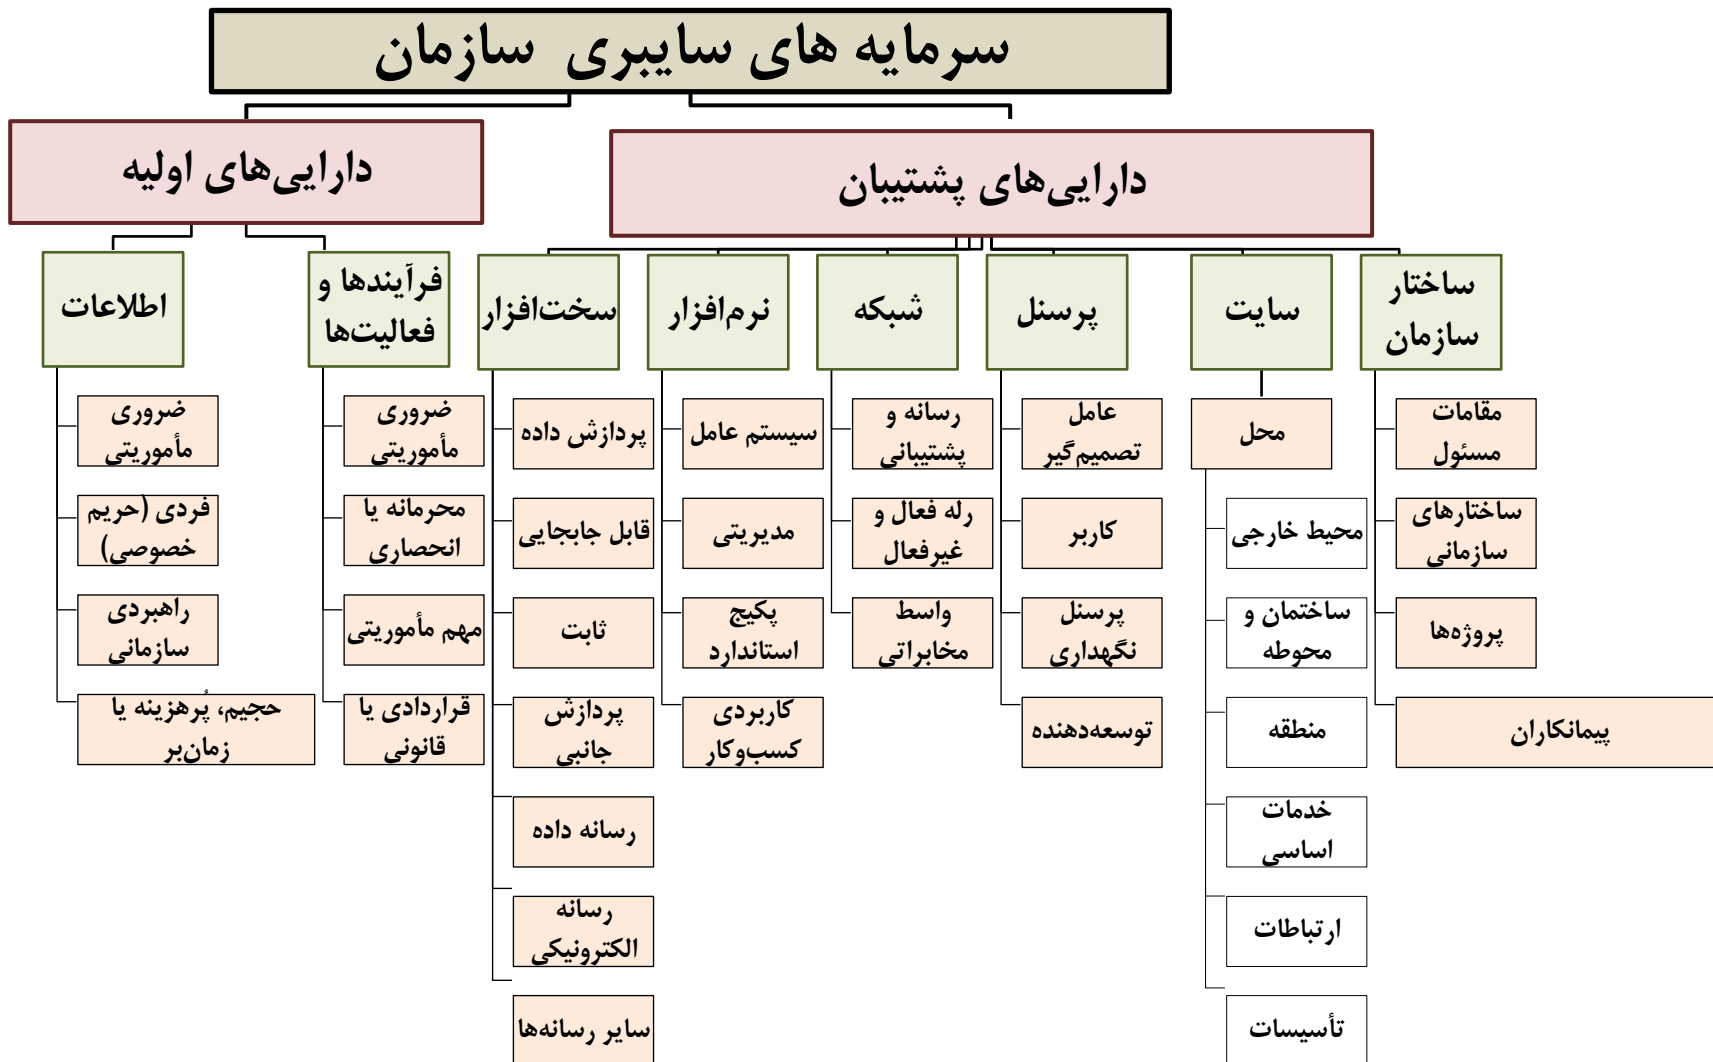 سرمایه های سایبری سازمان
دارایی‌های پشتیبان
دارایی‌های اولیه
ساختار
سازمان
مقامات
مسئول
ساختارهای
سازمانی
پروژه‌ها
پیمانکاران
سایت
محل
محیط خارجی
ساختمان و
محوطه
منطقه
خدمات
اساسی
ارتباطات
تأسیسات
پرسنل
عامل
تصمیم‌گیر
کاربر
پرسنل
نگهداری
توسعه‌دهنده
شبکه
رسانه و
پشتیبانی
رله فعال و
غیرفعال
واسط
مخابراتی
نرم‌افزار
سیستم عامل
مدیریتی
پکیج
استاندارد
کاربردی
کسب‌وکار
سخت‌افزار
پردازش داده
قابل جابجایی
ثابت
پردازش
جانبی
رسانه داده
رسانه
الکترونیکی
سایر رسانه‌ها
فرآیندها و
فعالیت‌ها
ضروری
مأموریتی
محرمانه یا
انحصاری
مهم مأموریتی
قراردادی یا
قانونی
اطلاعات
ضروری
مأموریتی
فردی (حریم
خصوصی)
راهبردی
سازمانی
حجیم، پُرهزینه یا
زمان‌بر